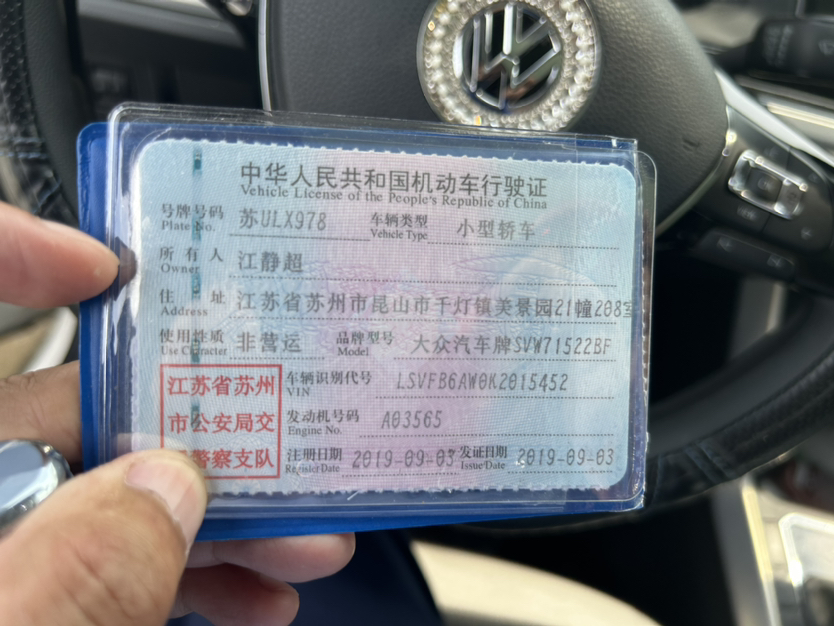 中华人民共和国机动车行驶证
Vehicle License of the People's Republic of China
号牌号码 苏ULX978 车辆类型 小型轿车
Plate No. Vehicle Type
所有人 江静超
Owner
住址 江苏省苏州市昆山市千灯镇美景园21幢208室
Address
使用性质 非营运 品牌型号 大众汽车牌SVW71522BF
Use Character Model
江苏省苏州 车辆识别代号 LSVFB6AW0K2015452
VIN
市公安局交 发动机号码 A03565
Engine No.
警察支队 注册日期 2019-09-03 发证日期 2019-09-03
Register Date Issue Date